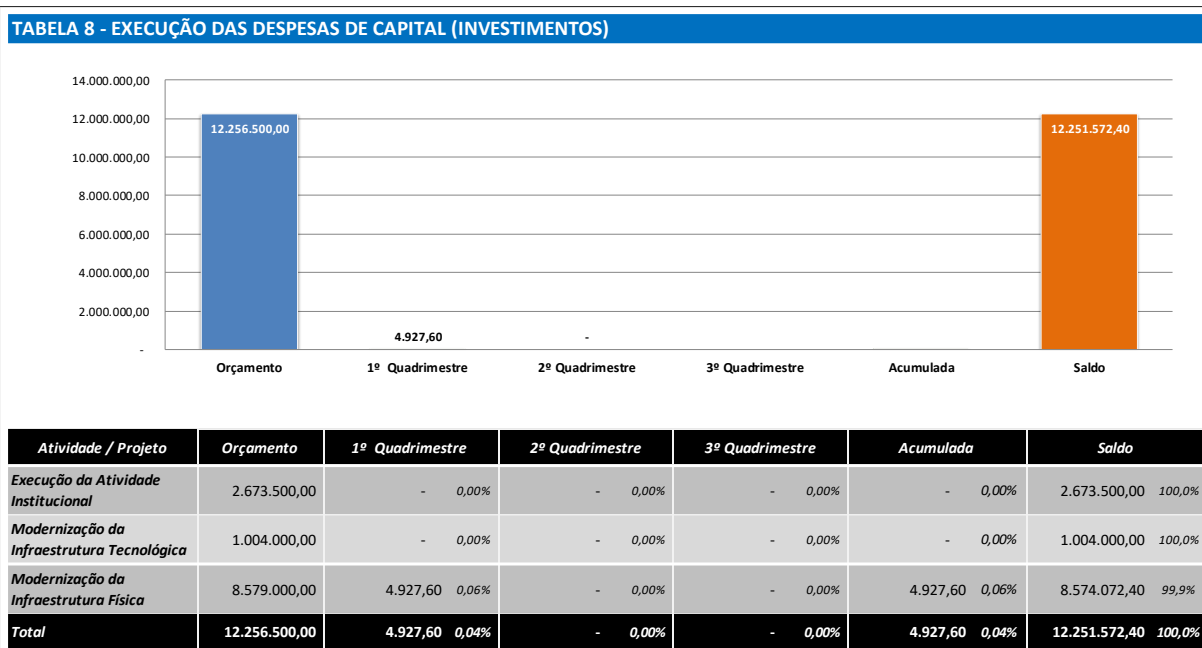 TABELA 8 - EXECUÇÃO DAS DESPESAS DE CAPITAL (INVESTIMENTOS)
14.000.000,00
12.000.000,00
10.000.000,00
8.000.000,00
6.000.000,00
4.000.000,00
2.000.000,00
-
12.256.500,00
4.927,60
-
12.251.572,40
Orçamento 1º Quadrimestre 2º Quadrimestre 3º Quadrimestre Acumulada Saldo
Atividade / Projeto Orçamento 1º Quadrimestre 2º Quadrimestre 3º Quadrimestre Acumulada Saldo
Execução da Atividade
Institucional 2.673.500,00 - 0,00% - 0,00% - 0,00% - 0,00% 2.673.500,00 100,0%
Modernização da
Infraestrutura Tecnológica 1.004.000,00 - 0,00% - 0,00% - 0,00% - 0,00% 1.004.000,00 100,0%
Modernização da
Infraestrutura Física 8.579.000,00 4.927,60 0,06% - 0,00% - 0,00% 4.927,60 0,06% 8.574.072,40 99,9%
Total 12.256.500,00 4.927,60 0,04% - 0,00% - 0,00% 4.927,60 0,04% 12.251.572,40 100,0%